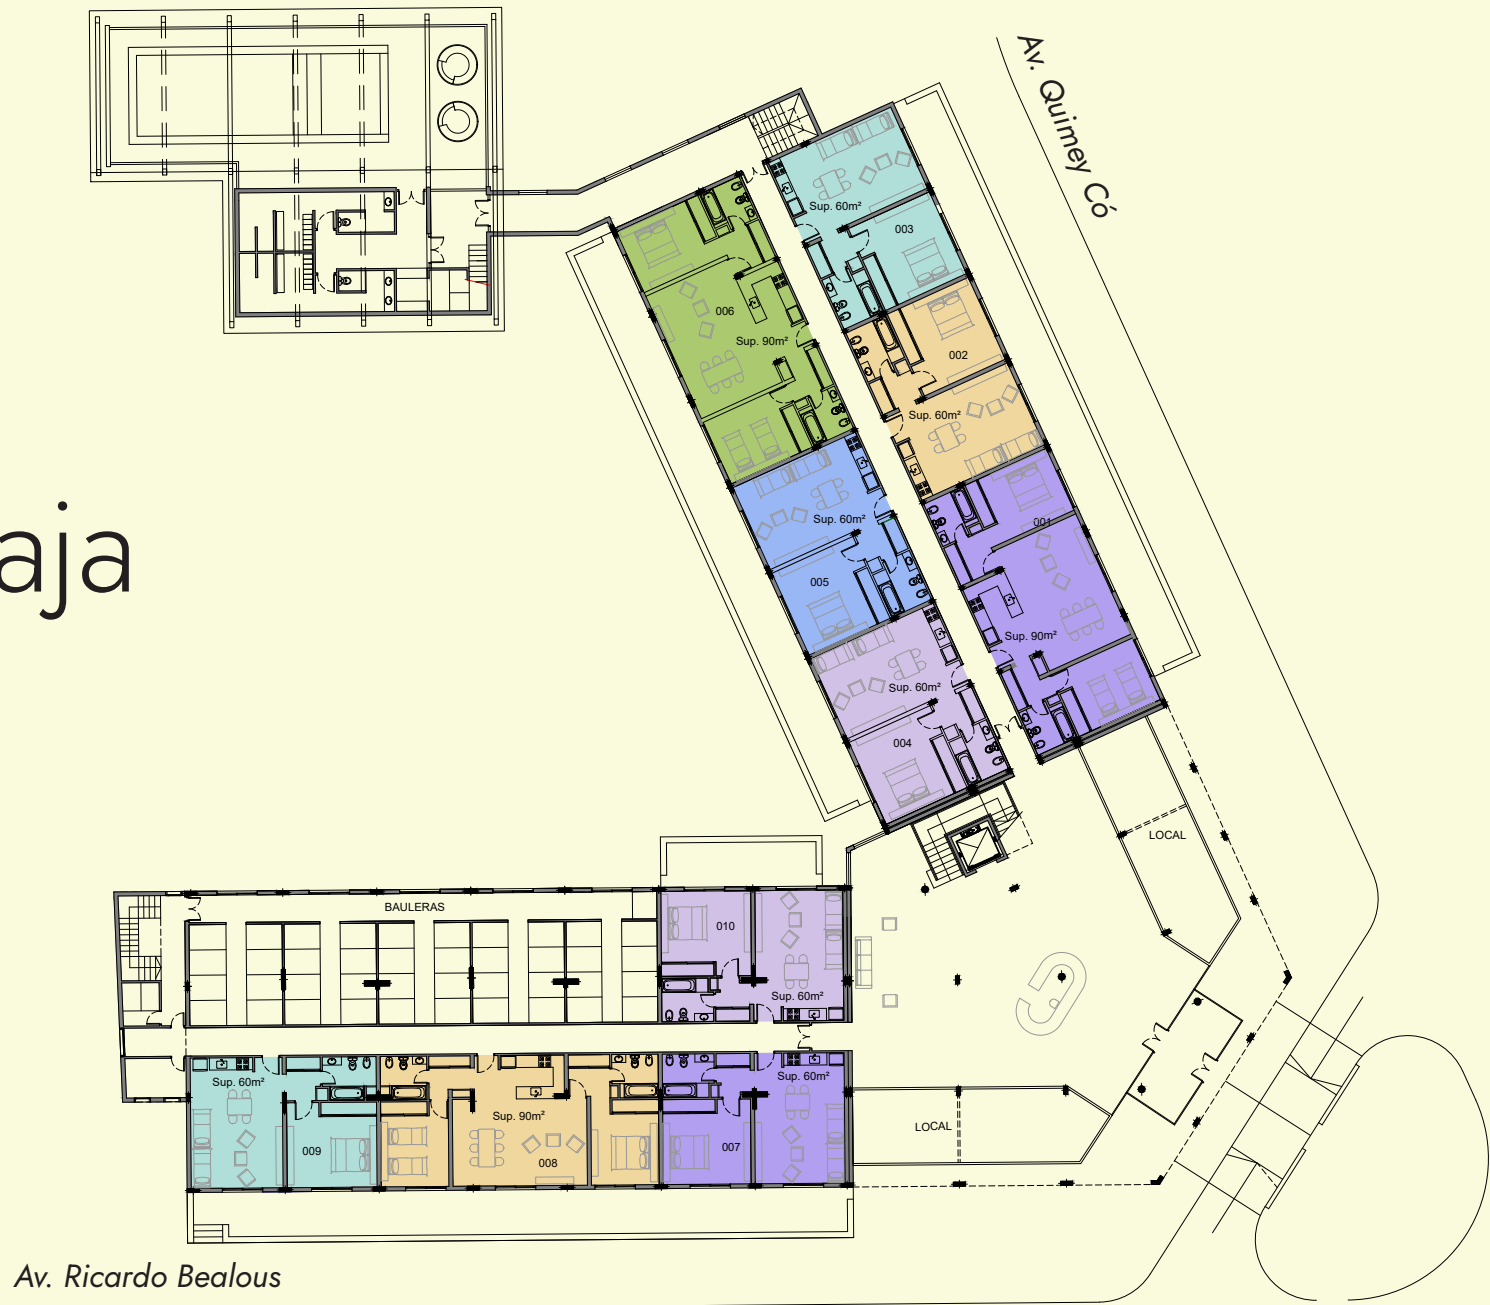 Av. Quimey Có
Sup. 60m²
003
006
Sup. 90m²
002
Sup. 60m²
Sup. 60m²
001
005
Sup. 90m²
Sup. 60m²
004
aja
LOCAL
BAULERAS
010
Sup. 60m²
Sup. 60m²
Sup. 60m²
Sup. 90m²
009
008
007
LOCAL
Av. Ricardo Bealous